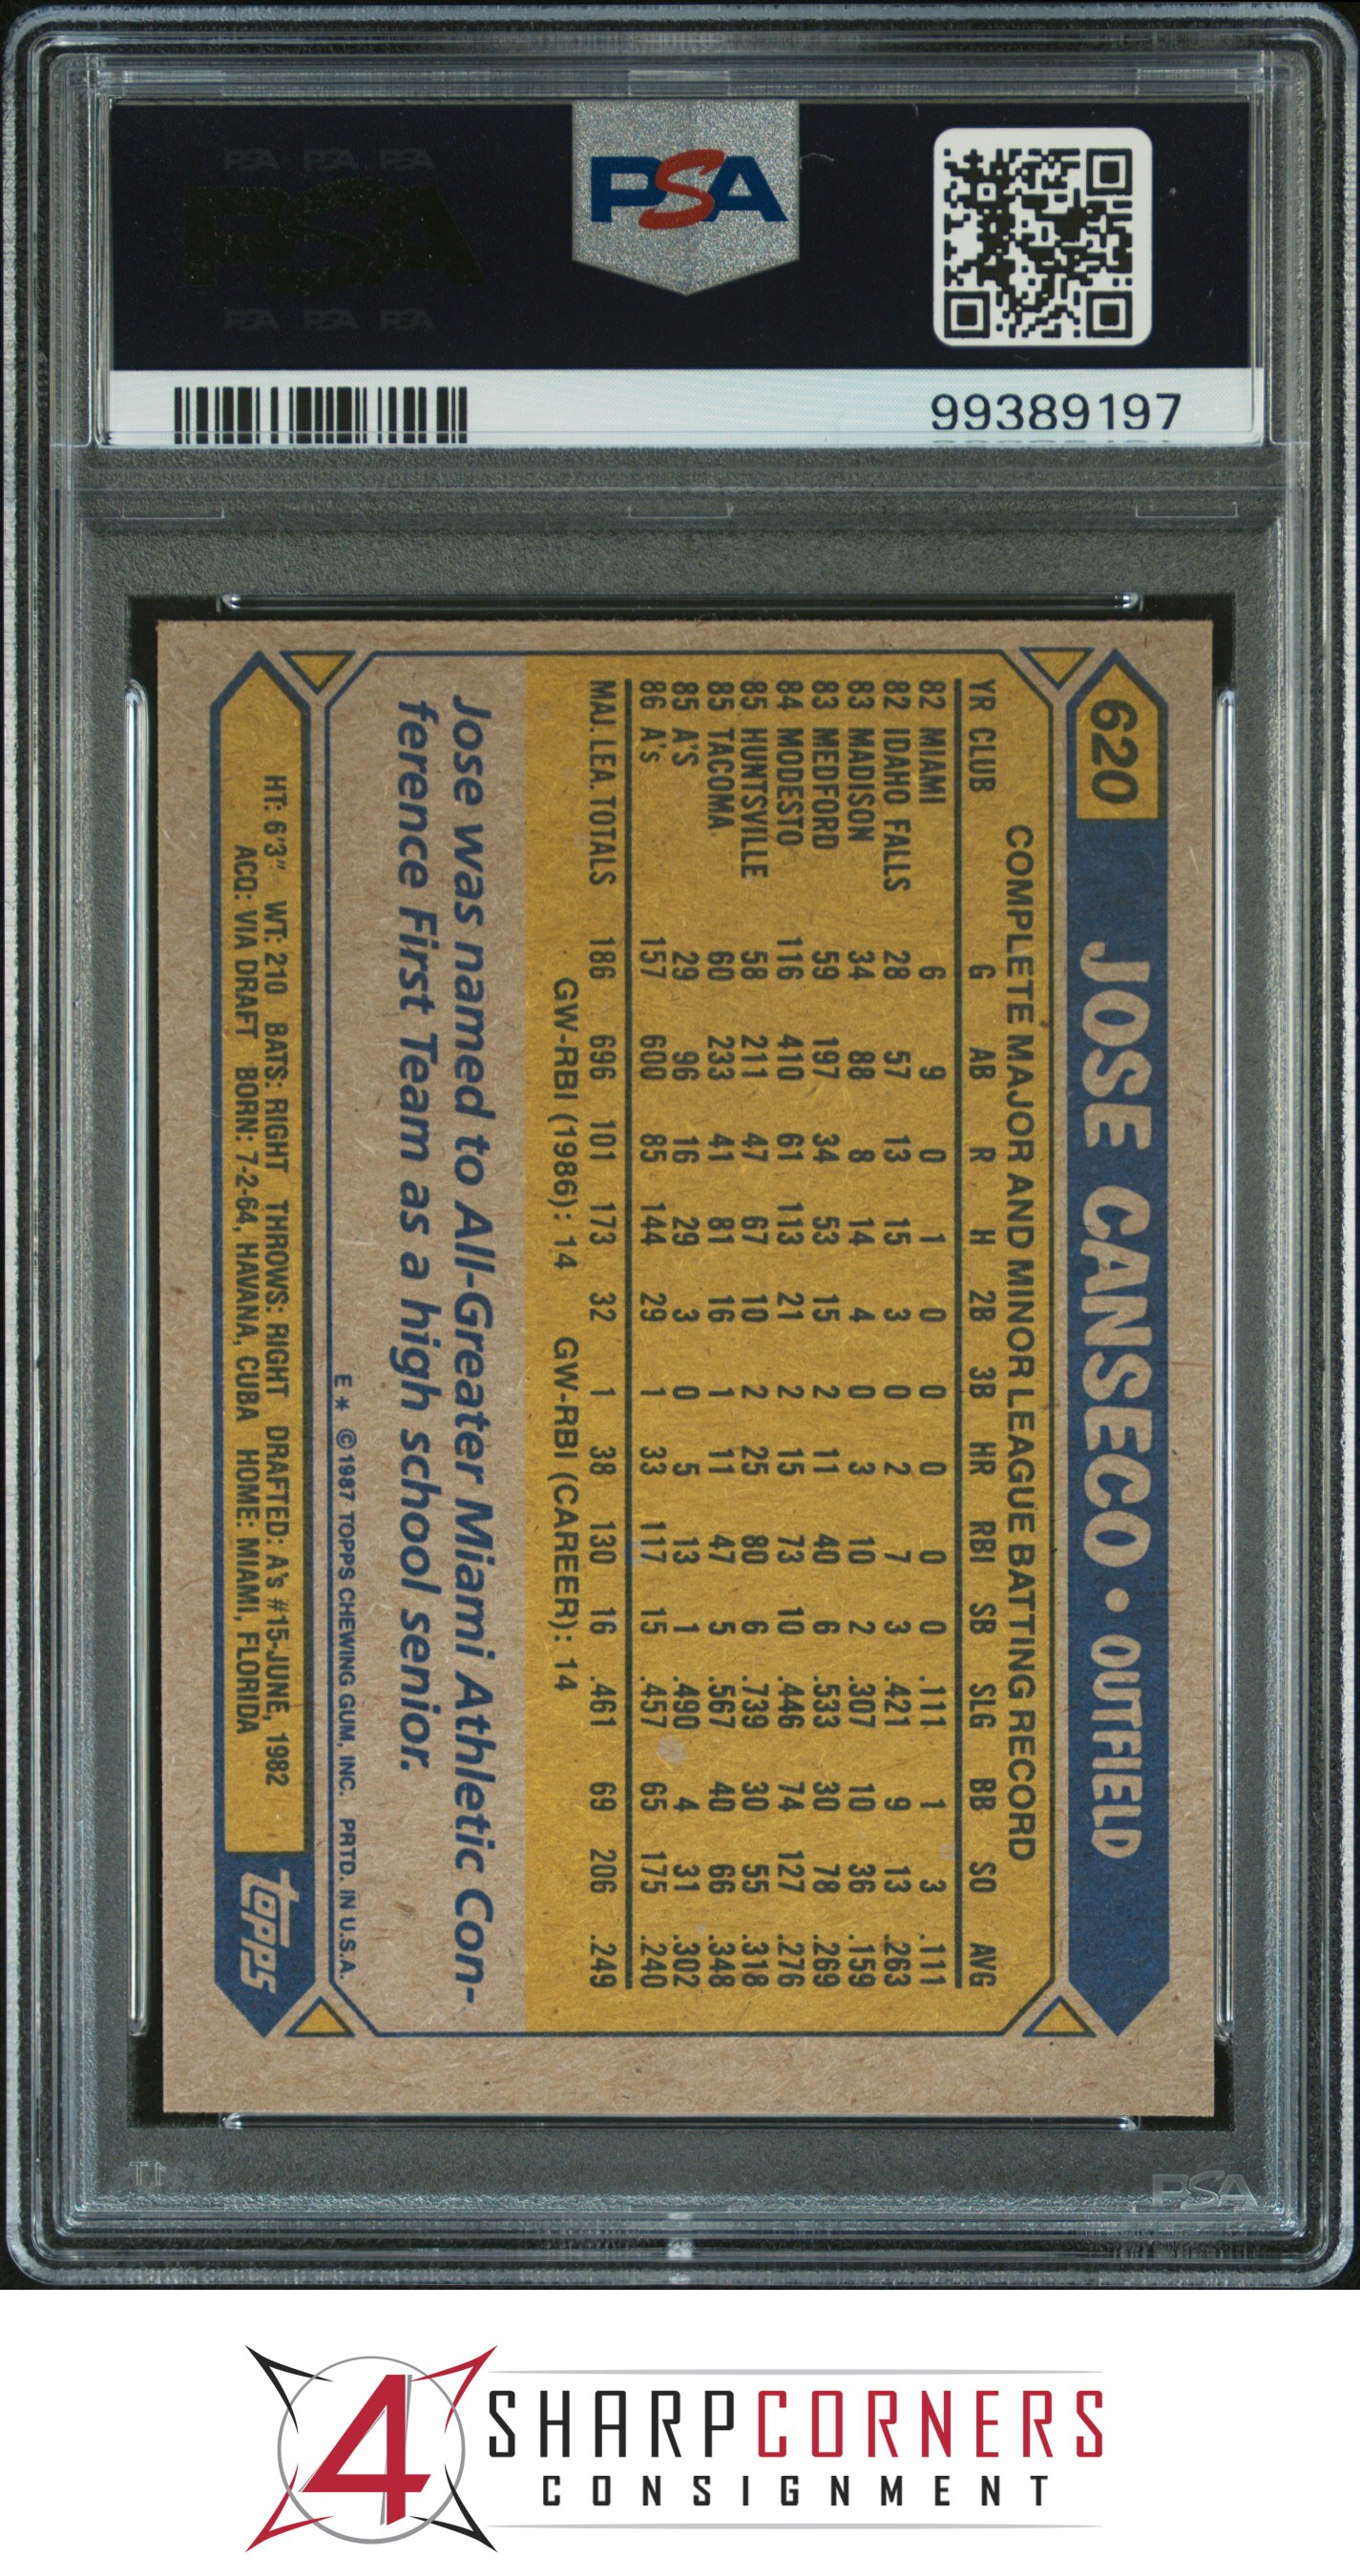 PSA PSA PSA
PSA
PSA PSA PSA
PSA
99389197
620 JOSE CANSECO • OUTFIELD
COMPLETE MAJOR AND MINOR LEAGUE BATTING RECORD
YR CLUB G AB R H 2B 3B HR RBI SB SLG BB SO AVG
82 MIAMI 6 9 0 1 0 0 0 0 0 .111 1 3 .111
82 IDAHO FALLS 28 57 13 15 3 0 2 7 3 .421 9 13 .263
83 MADISON 34 88 8 14 4 0 3 10 2 .307 10 36 .159
83 MEDFORD 59 197 34 53 15 2 11 40 6 .533 30 78 .269
84 MODESTO 116 410 61 113 21 2 15 73 10 .446 74 127 .276
85 HUNTSVILLE 58 211 47 67 10 2 25 80 6 .739 30 55 .318
85 TACOMA 60 233 41 81 16 1 11 47 5 .567 40 66 .348
85 A'S 29 96 16 29 3 0 5 13 1 .490 4 31 .302
86 A's 157 600 85 144 29 1 33 117 15 .457 65 175 .240
MAJ. LEA. TOTALS 186 696 101 173 32 1 38 130 16 .461 69 206 .249
GW-RBI (1986): 14 GW-RBI (CAREER): 14
Jose was named to All-Greater Miami Athletic Con-
ference First Team as a high school senior.
E* ©1987 TOPPS CHEWING GUM, INC. PRTD. IN U.S.A.
HT: 6'3" WT: 210 BATS: RIGHT THROWS: RIGHT DRAFTED: A's #15-JUNE, 1982
ACQ: VIA DRAFT BORN: 7-2-64, HAVANA, CUBA HOME: MIAMI, FLORIDA
topps
PSA
4 SHARPCORNERS
CONSIGNMENT